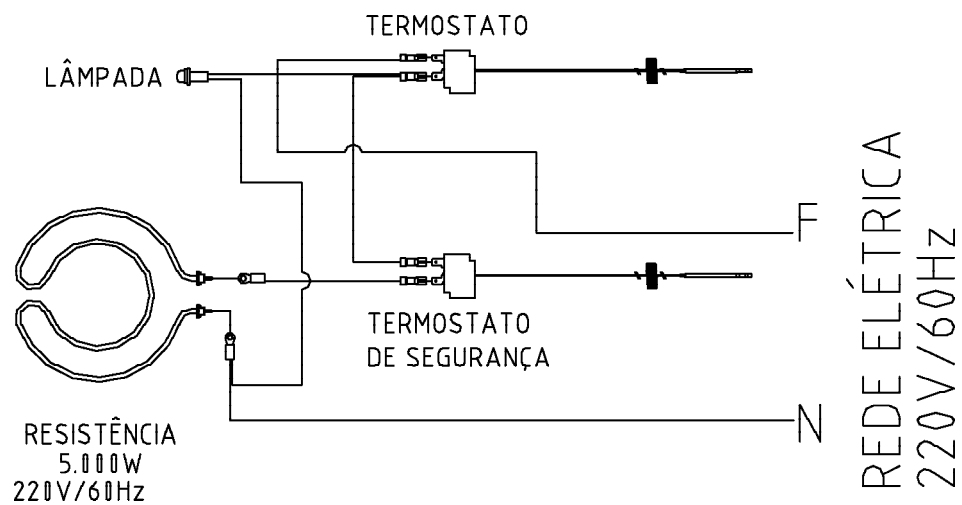 TERMOSTATO
LÂMPADA
F
TERMOSTATO
DE SEGURANÇA
N
RESISTÊNCIA
5.000W
220V/60Hz
REDE ELÉTRICA
220V/60Hz